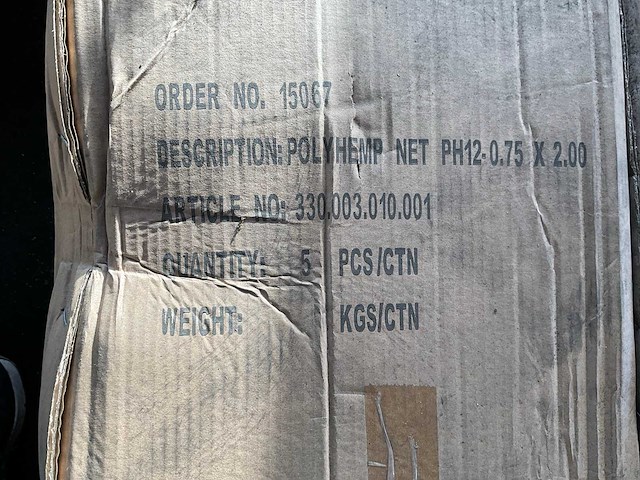 ORDER NO. 15067
DESCRIPTION: POLYHEMP NET PH12-0.75 X 2.00
ARTICLE NO: 330.003.010.001
QUANTITY: 5 PCS/CTN
WEIGHT: KGS/CTN